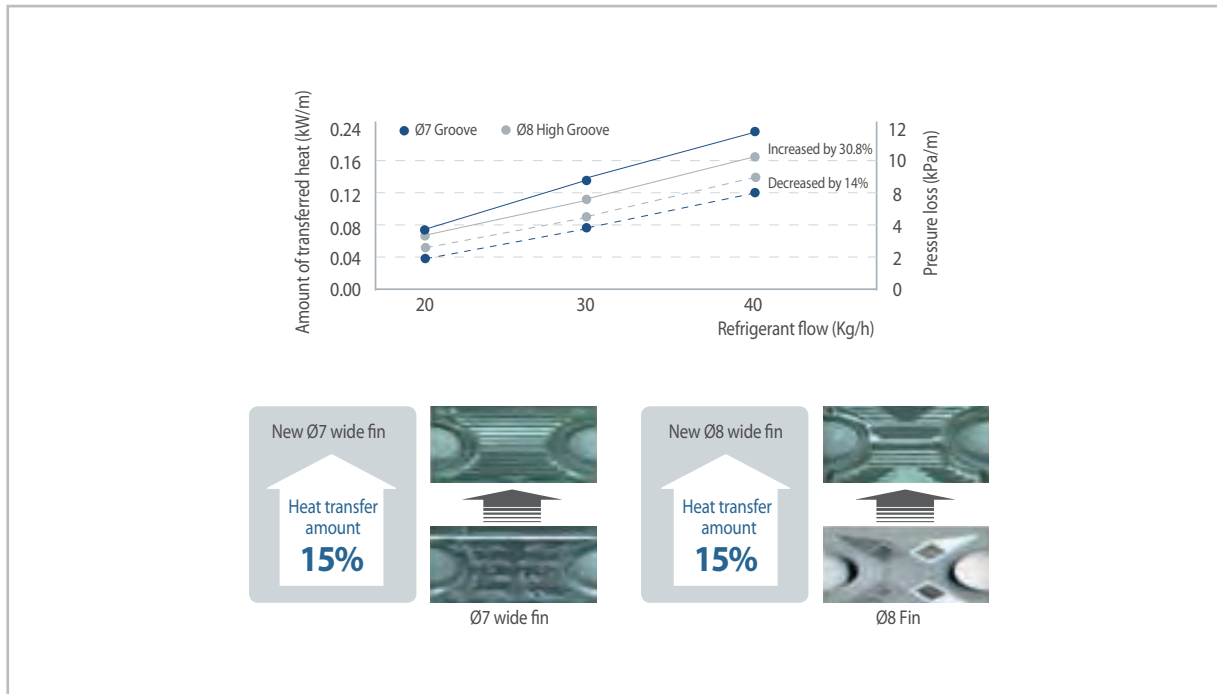 Amount of transferred heat (kW/m)
Ø7 Groove
Ø8 High Groove
0.24
0.16
0.12
0.08
0.04
0.00
12
10
8
6
4
2
0
Pressure loss (kPa/m)
Increased by 30.8%
Decreased by 14%
20
30
40
Refrigerant flow (Kg/h)
New Ø7 wide fin
Heat transfer
amount
15%
Ø7 wide fin
New Ø8 wide fin
Heat transfer
amount
15%
Ø8 Fin